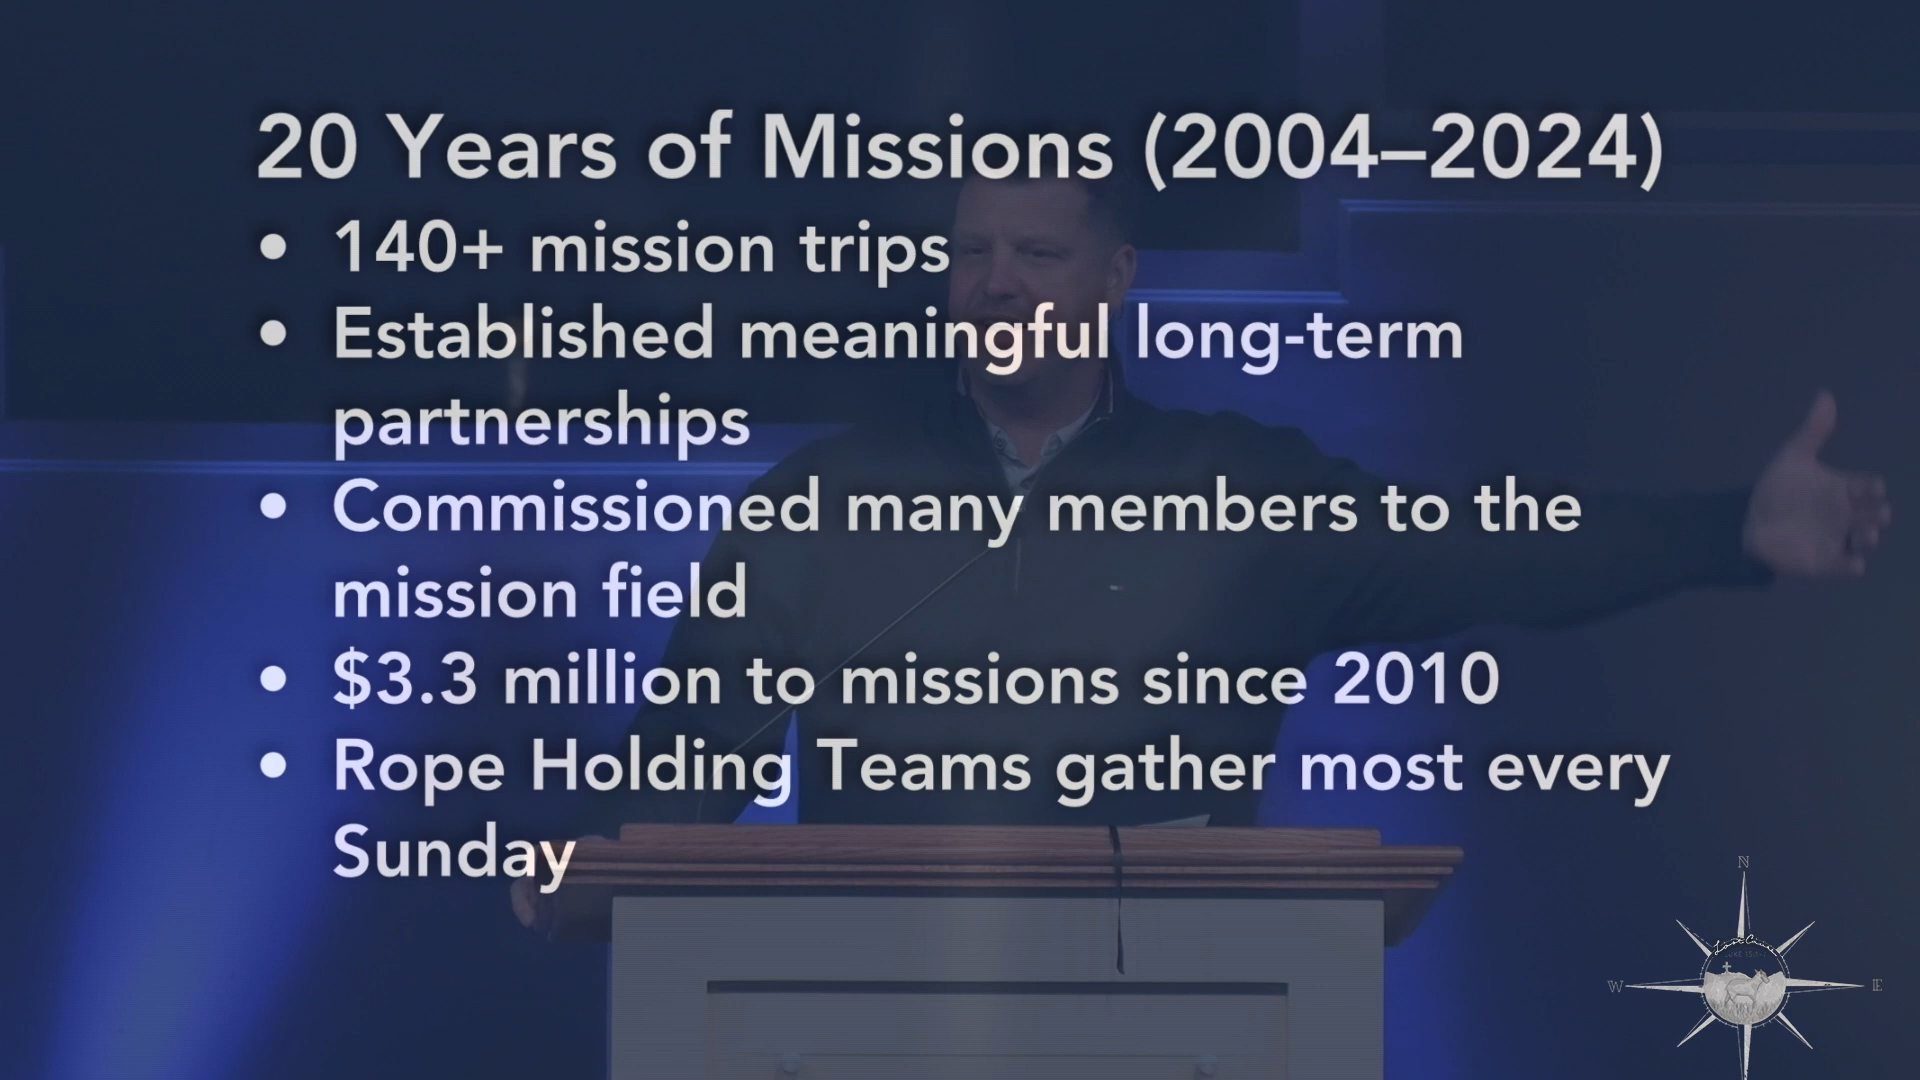 20 Years of Missions (2004–2024)
• 140+ mission trips
• Established meaningful long-term
partnerships
• Commissioned many members to the
mission field
• $3.3 million to missions since 2010
• Rope Holding Teams gather most every
Sunday
N
W
E